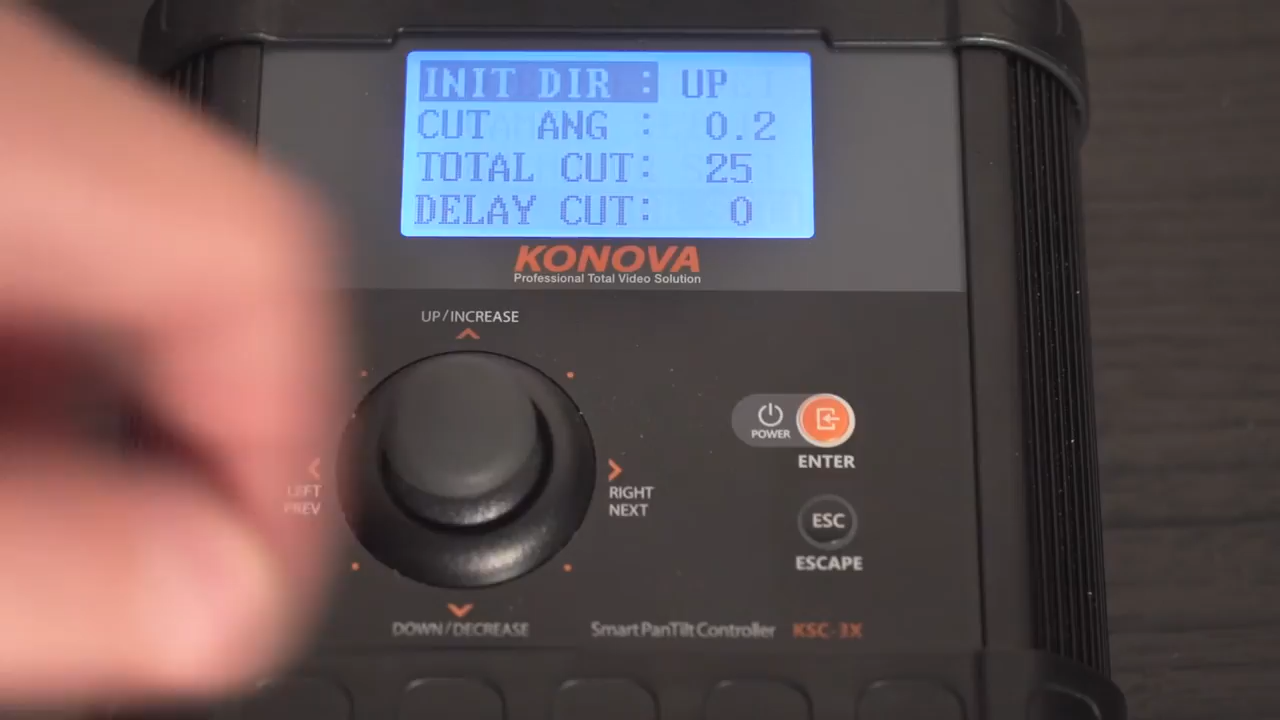 INIT DIR : UP
CUT ANG : 0.2
TOTAL CUT: 25
DELAY CUT: 0
KONOVA
Professional Total Video Solution
UP/INCREASE
LEFT
PREV
RIGHT
NEXT
POWER
ENTER
ESC
ESCAPE
DOWN/DECREASE
Smart PanTilt Controller KSC-3X